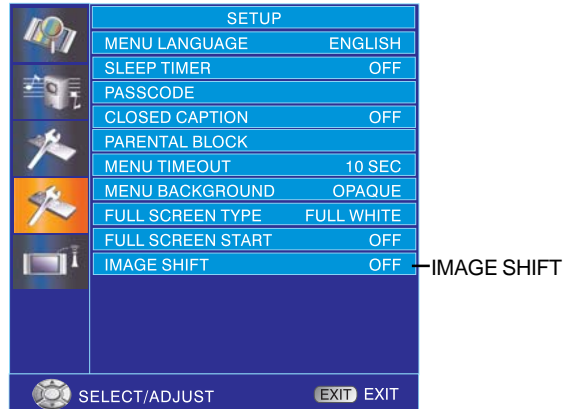 SETUP
MENU LANGUAGE ENGLISH
SLEEP TIMER OFF
PASSCODE
CLOSED CAPTION OFF
PARENTAL BLOCK
MENU TIMEOUT 10 SEC
MENU BACKGROUND OPAQUE
FULL SCREEN TYPE FULL WHITE
FULL SCREEN START OFF
IMAGE SHIFT OFF IMAGE SHIFT
SELECT/ADJUST EXIT EXIT